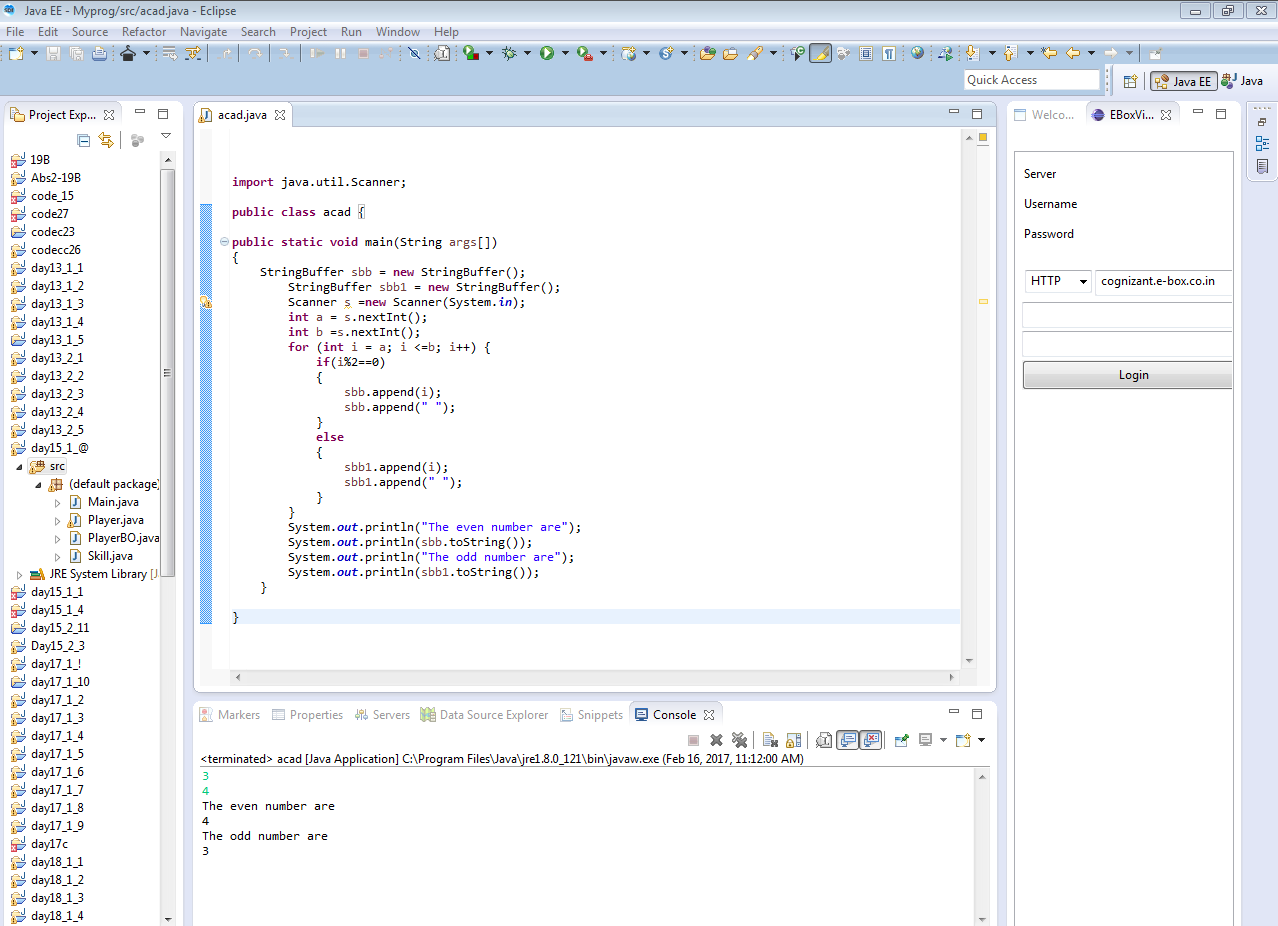 Java EE - Myprog/src/acad.java - Eclipse
File Edit Source Refactor Navigate Search Project Run Window Help
Quick Access
Java EE
Java
Project Exp...
19B
Abs2-19B
code_15
code27
codec23
codecc26
day13_1_1
day13_1_2
day13_1_3
day13_1_4
day13_1_5
day13_2_1
day13_2_2
day13_2_3
day13_2_4
day13_2_5
day15_1_@
src
(default package)
Main.java
Player.java
PlayerBO.java
Skill.java
JRE System Library [J
day15_1_1
day15_1_4
day15_2_11
Day15_2_3
day17_1_!
day17_1_10
day17_1_2
day17_1_3
day17_1_4
day17_1_5
day17_1_6
day17_1_7
day17_1_8
day17_1_9
day17c
day18_1_1
day18_1_2
day18_1_3
day18_1_4
acad.java
import java.util.Scanner;
public class acad {
public static void main(String args[])
{
StringBuffer sbb = new StringBuffer();
StringBuffer sbb1 = new StringBuffer();
Scanner s =new Scanner(System.in);
int a = s.nextInt();
int b =s.nextInt();
for (int i = a; i <=b; i++) {
if(i%2==0)
{
sbb.append(i);
sbb.append(" ");
}
else
{
sbb1.append(i);
sbb1.append(" ");
}
}
System.out.println("The even number are");
System.out.println(sbb.toString());
System.out.println("The odd number are");
System.out.println(sbb1.toString());
}
}
Markers Properties Servers Data Source Explorer Snippets Console
<terminated> acad [Java Application] C:\Program Files\Java\jre1.8.0_121\bin\javaw.exe (Feb 16, 2017, 11:12:00 AM)
3
4
The even number are
4
The odd number are
3
Welco...
EBoxVi...
Server
Username
Password
HTTP
cognizant.e-box.co.in
Login